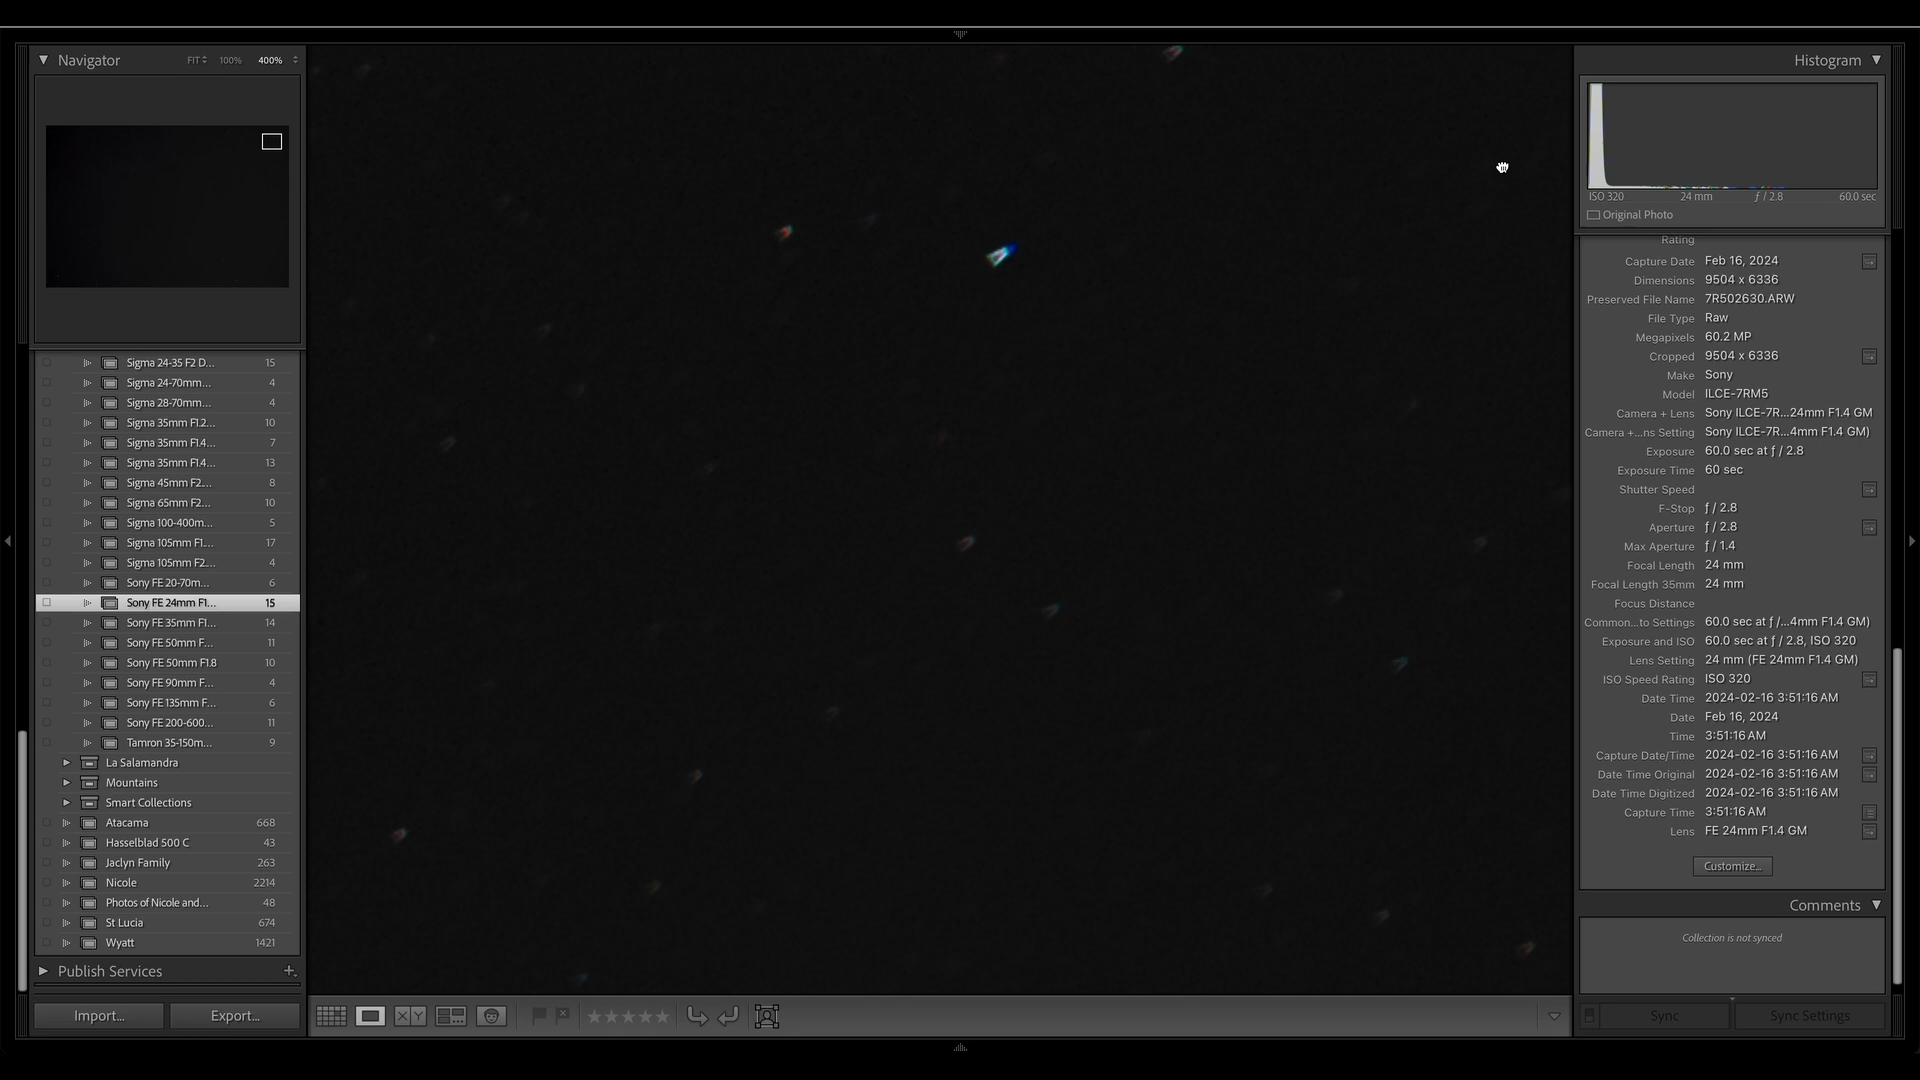 Navigator FIT 100% 400%
Sigma 24-35 F2 D... 15
Sigma 24-70mm... 4
Sigma 28-70mm... 4
Sigma 35mm F1.2... 10
Sigma 35mm F1.4... 7
Sigma 35mm F1.4... 13
Sigma 45mm F2.... 8
Sigma 65mm F2... 10
Sigma 100-400m... 5
Sigma 105mm F1.... 17
Sigma 105mm F2.... 4
Sony FE 20-70m... 6
Sony FE 24mm F1... 15
Sony FE 35mm F1... 14
Sony FE 50mm F... 11
Sony FE 50mm F1.8 10
Sony FE 90mm F... 4
Sony FE 135mm F... 6
Sony FE 200-600... 11
Tamron 35-150m... 9
La Salamandra
Mountains
Smart Collections
Atacama 668
Hasselblad 500 C 43
Jaclyn Family 263
Nicole 2214
Photos of Nicole and... 48
St Lucia 674
Wyatt 1421
Publish Services
Import... Export...
X Y
Histogram
ISO 320 24 mm ƒ / 2.8 60.0 sec
Original Photo
Rating
Capture Date Feb 16, 2024
Dimensions 9504 x 6336
Preserved File Name 7R502630.ARW
File Type Raw
Megapixels 60.2 MP
Cropped 9504 x 6336
Make Sony
Model ILCE-7RM5
Camera + Lens Sony ILCE-7R...24mm F1.4 GM
Camera +...ns Setting Sony ILCE-7R...4mm F1.4 GM)
Exposure 60.0 sec at ƒ / 2.8
Exposure Time 60 sec
Shutter Speed
F-Stop ƒ / 2.8
Aperture ƒ / 2.8
Max Aperture ƒ / 1.4
Focal Length 24 mm
Focal Length 35mm 24 mm
Focus Distance
Common...to Settings 60.0 sec at ƒ /...4mm F1.4 GM)
Exposure and ISO 60.0 sec at ƒ / 2.8, ISO 320
Lens Setting 24 mm (FE 24mm F1.4 GM)
ISO Speed Rating ISO 320
Date Time 2024-02-16 3:51:16 AM
Date Feb 16, 2024
Time 3:51:16 AM
Capture Date/Time 2024-02-16 3:51:16 AM
Date Time Original 2024-02-16 3:51:16 AM
Date Time Digitized 2024-02-16 3:51:16 AM
Capture Time 3:51:16 AM
Lens FE 24mm F1.4 GM
Customize...
Comments
Collection is not synced
Sync Sync Settings